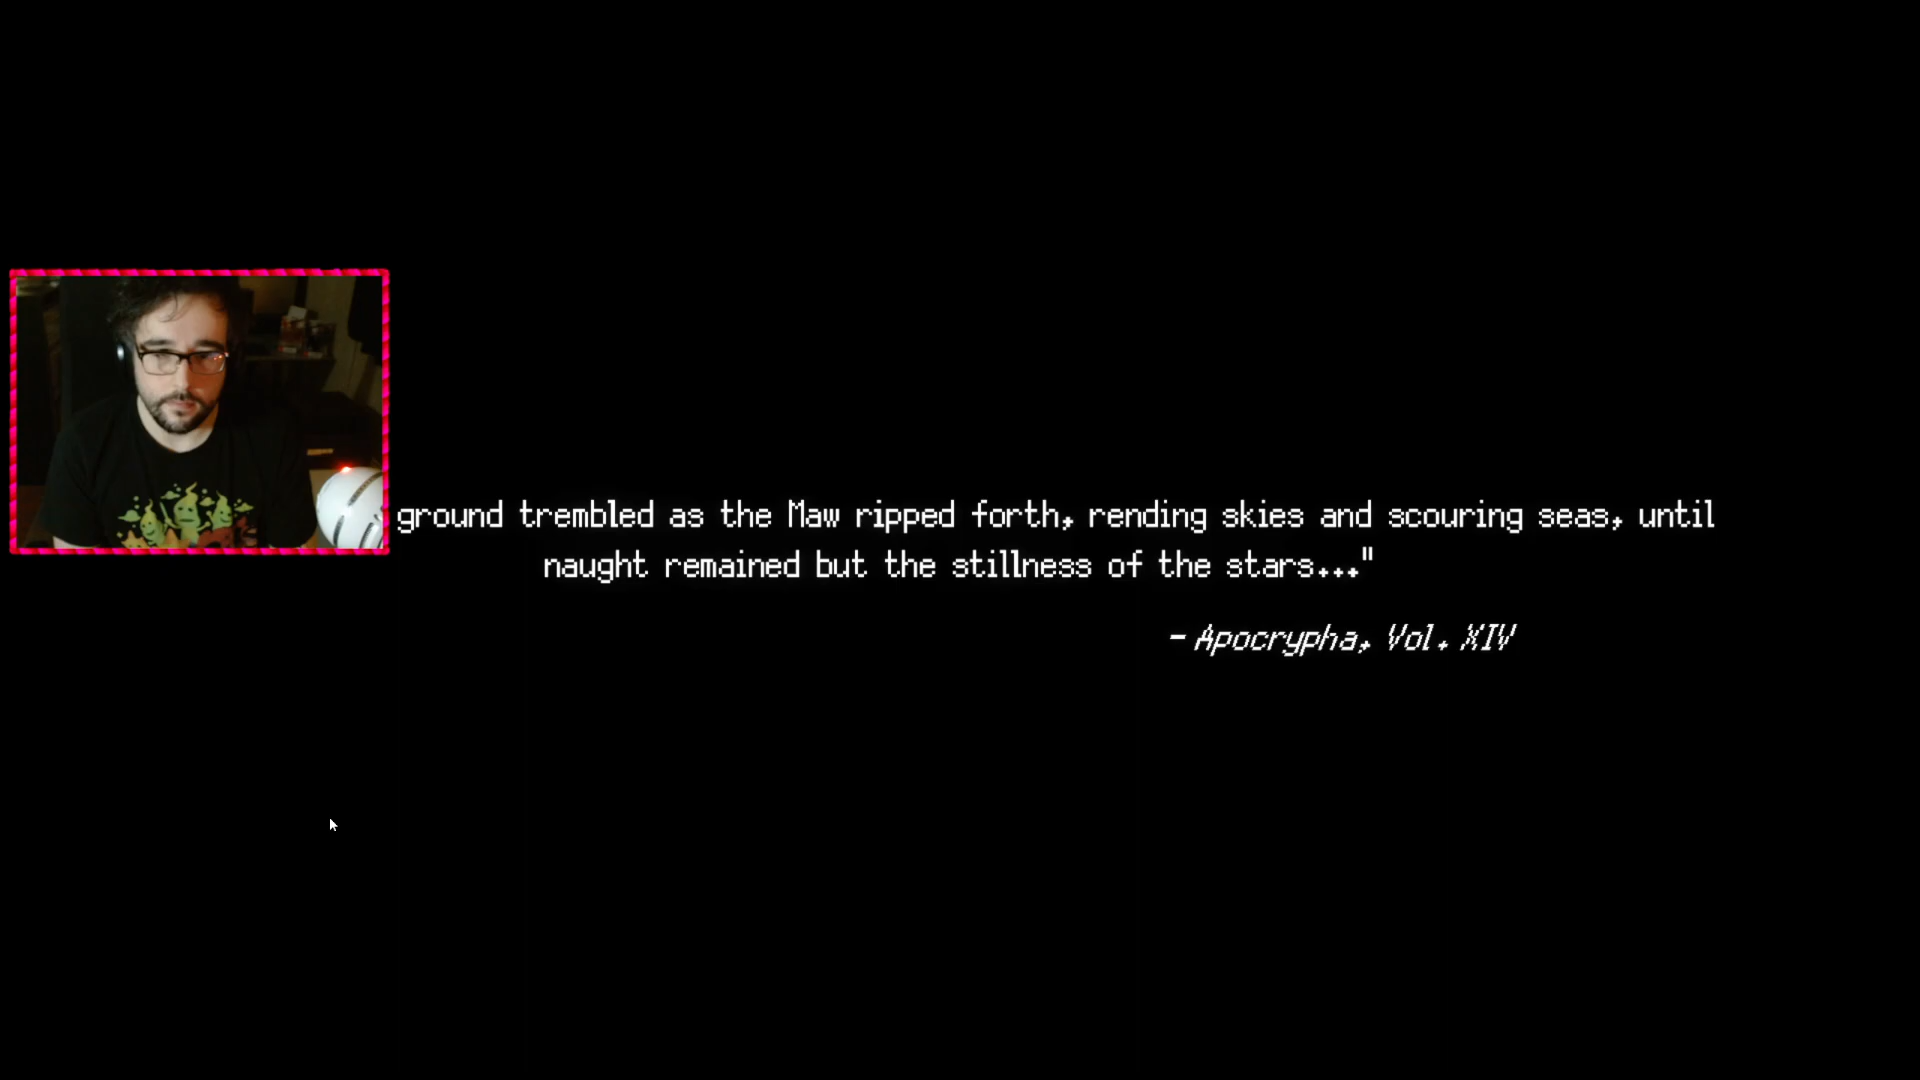 ground trembled as the Maw ripped forth, rending skies and scouring seas, until
naught remained but the stillness of the stars..."
- Apocrypha, Vol. XIV